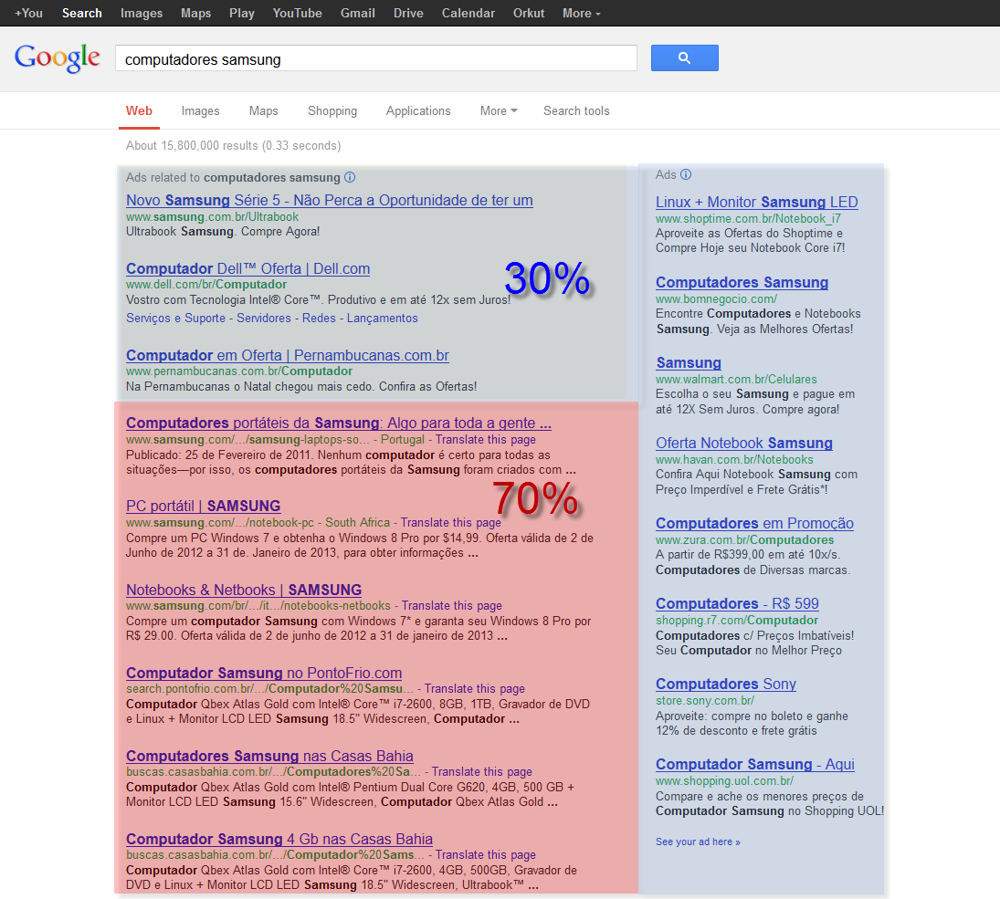 +You Search Images Maps Play YouTube Gmail Drive Calendar Orkut More
Google
computadores samsung
Web Images Maps Shopping Applications More Search tools
About 15,800,000 results (0.33 seconds)
Ads related to computadores samsung
Novo Samsung Série 5 - Não Perca a Oportunidade de ter um
www.samsung.com.br/Ultrabook
Ultrabook Samsung. Compre Agora!
Computador Dell™ Oferta | Dell.com
www.dell.com/br/Computador
Vostro com Tecnologia Intel® Core™. Produtivo e em até 12x sem Juros!
Serviços e Suporte - Servidores - Redes - Lançamentos
30%
Computador em Oferta | Pernambucanas.com.br
www.pernambucanas.com.br/Computador
Na Pernambucanas o Natal chegou mais cedo. Confira as Ofertas!
Computadores portáteis da Samsung: Algo para toda a gente ...
www.samsung.com/.../samsung-laptops-so... - Portugal - Translate this page
Publicado: 25 de Fevereiro de 2011. Nenhum computador é certo para todas as
situações—por isso, os computadores portáteis da Samsung foram criados com ...
70%
PC portátil | SAMSUNG
www.samsung.com/.../notebook-pc - South Africa - Translate this page
Compre um PC Windows 7 e obtenha o Windows 8 Pro por $14,99. Oferta válida de 2 de
Junho de 2012 a 31 de. Janeiro de 2013, para obter informações ...
Notebooks & Netbooks | SAMSUNG
www.samsung.com/br/.../it.../notebooks-netbooks - Translate this page
Compre um computador Samsung com Windows 7* e garanta seu Windows 8 Pro por
R$ 29.00. Oferta válida de 2 de junho de 2012 a 31 de janeiro de 2013 ...
Computador Samsung no PontoFrio.com
search.pontofrio.com.br/.../Computador%20Samsu... - Translate this page
Computador Qbex Atlas Gold com Intel® Core™ i7-2600, 8GB, 1TB, Gravador de DVD
e Linux + Monitor LCD LED Samsung 18.5" Widescreen, Computador ...
Computadores Samsung nas Casas Bahia
buscas.casasbahia.com.br/.../Computadores%20Sa... - Translate this page
Computador Qbex Atlas Gold com Intel® Pentium Dual Core G620, 4GB, 500 GB +
Monitor LCD LED Samsung 15.6" Widescreen, Computador Qbex Atlas Gold ...
Computador Samsung 4 Gb nas Casas Bahia
buscas.casasbahia.com.br/.../Computador%20Sams... - Translate this page
Computador Qbex Atlas Gold com Intel® Core™ i7-2600, 4GB, 500GB, Gravador de
DVD e Linux + Monitor LCD LED Samsung 18.5" Widescreen, Ultrabook™ ...
Ads
Linux + Monitor Samsung LED
www.shoptime.com.br/Notebook_i7
Aproveite as Ofertas do Shoptime e
Compre Hoje seu Notebook Core i7!
Computadores Samsung
www.bomnegocio.com/
Encontre Computadores e Notebooks
Samsung. Veja as Melhores Ofertas!
Samsung
www.walmart.com.br/Celulares
Escolha o seu Samsung e pague em
até 12X Sem Juros. Compre agora!
Oferta Notebook Samsung
www.havan.com.br/Notebooks
Confira Aqui Notebook Samsung com
Preço Imperdível e Frete Grátis*!
Computadores em Promoção
www.zura.com.br/Computadores
A partir de R$399,00 em até 10x/s.
Computadores de Diversas marcas.
Computadores - R$ 599
shopping.r7.com/Computador
Computadores c/ Preços Imbatíveis!
Seu Computador no Melhor Preço
Computadores Sony
store.sony.com.br/
Aproveite: compre no boleto e ganhe
12% de desconto e frete grátis
Computador Samsung - Aqui
www.shopping.uol.com.br/
Compare e ache os menores preços de
Computador Samsung no Shopping UOL!
See your ad here »